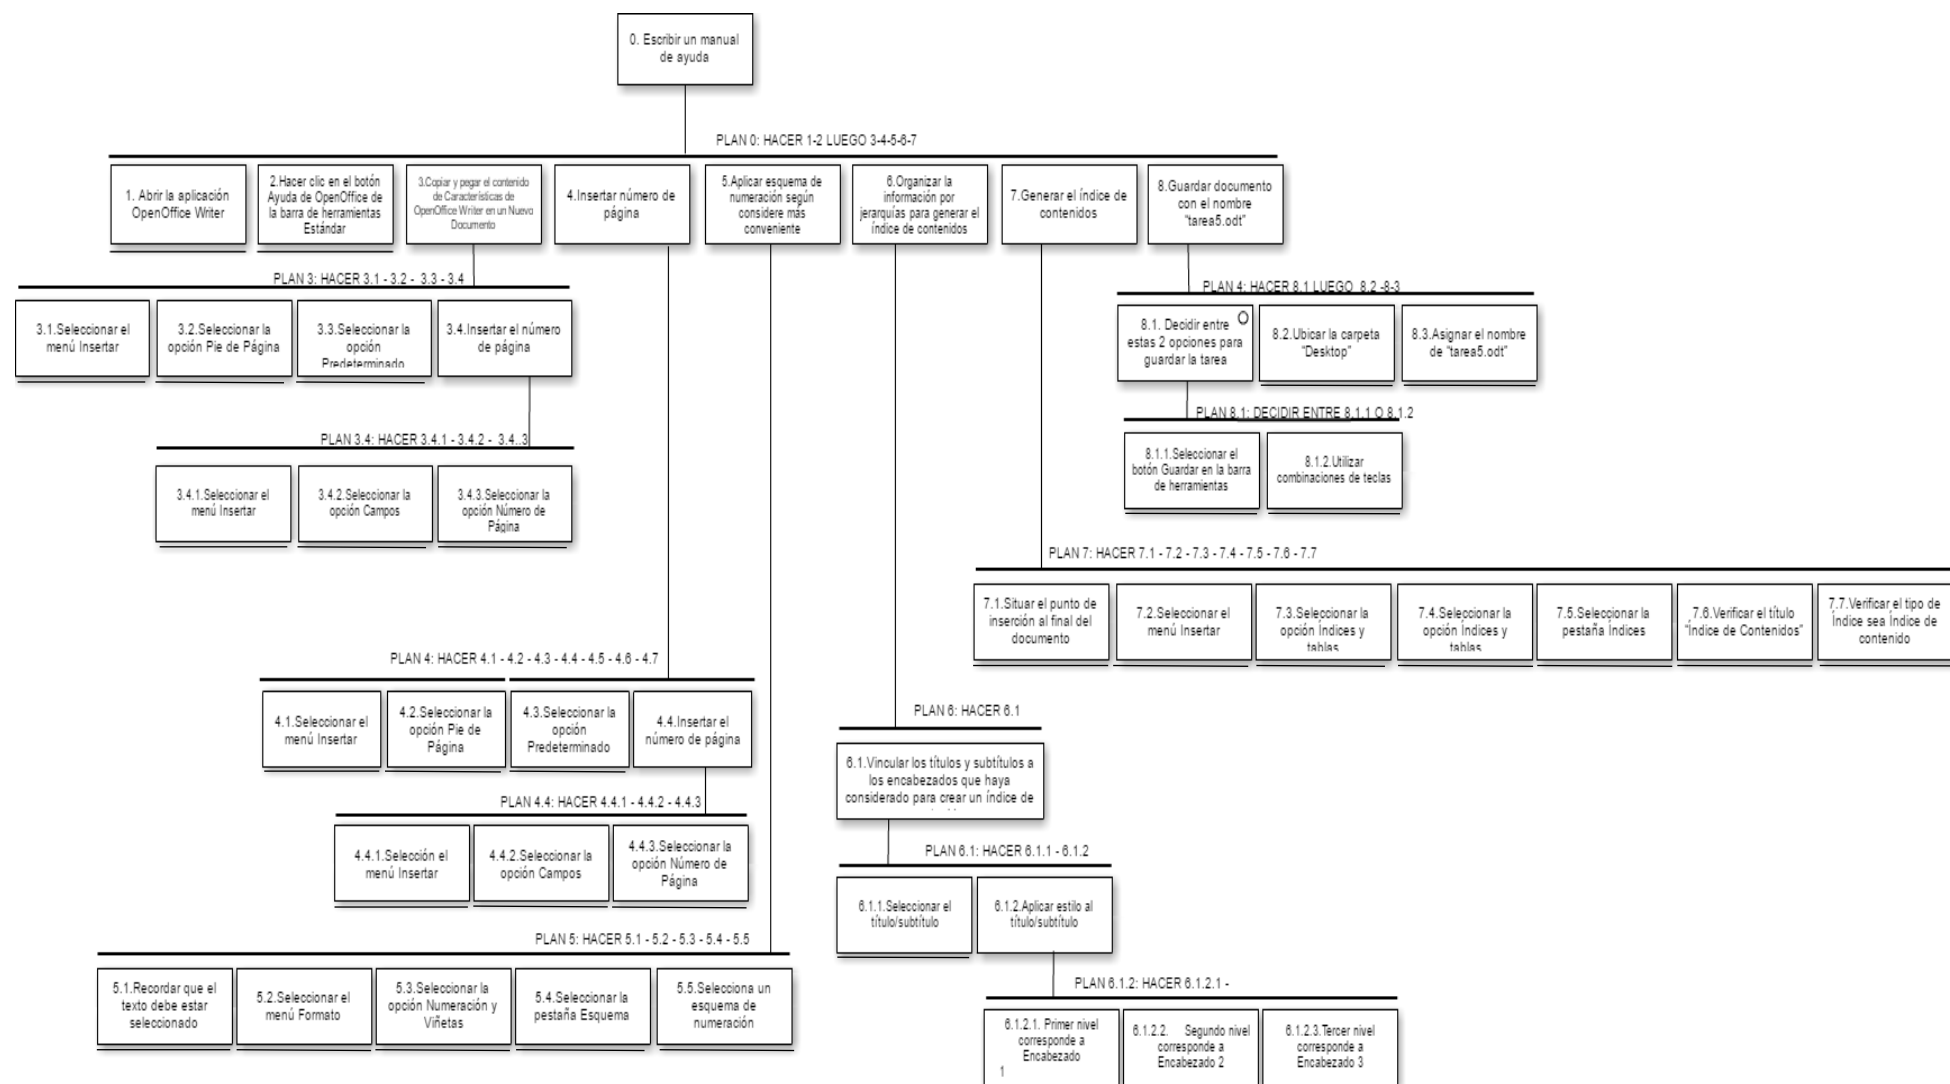 0. Escribir un manual
de ayuda
PLAN 0: HACER 1-2 LUEGO 3-4-5-6-7
1. Abrir la aplicación
OpenOffice Writer
2.Hacer clic en el botón
Ayuda de OpenOffice de
la barra de herramientas
Estándar
3.Copiar y pegar el contenido
de Características de
OpenOffice Writer en un Nuevo
Documento
4.Insertar número de
página
5.Aplicar esquema de
numeración según
considere más
conveniente
6.Organizar la
información por
jerarquías para generar el
índice de contenidos
7.Generar el índice de
contenidos
8.Guardar documento
con el nombre
"tarea5.odt"
PLAN 3: HACER 3.1 - 3.2 - 3.3 - 3.4
3.1.Seleccionar el
menú Insertar
3.2.Seleccionar la
opción Pie de Página
3.3.Seleccionar la
opción
Predeterminado
3.4.Insertar el número
de página
PLAN 4: HACER 8.1 LUEGO 8.2 -8-3
8.1. Decidir entre
estas 2 opciones para
guardar la tarea
8.2.Ubicar la carpeta
"Desktop"
8.3.Asignar el nombre
de "tarea5.odt"
PLAN 8.1: DECIDIR ENTRE 8.1.1 O 8.1.2
8.1.1.Seleccionar el
botón Guardar en la barra
de herramientas
8.1.2.Utilizar
combinaciones de teclas
PLAN 3.4: HACER 3.4.1 - 3.4.2 - 3.4..3
3.4.1.Seleccionar el
menú Insertar
3.4.2.Seleccionar la
opción Campos
3.4.3.Seleccionar la
opción Número de
Página
PLAN 7: HACER 7.1 - 7.2 - 7.3 - 7.4 - 7.5 - 7.6 - 7.7
7.1.Situar el punto de
inserción al final del
documento
7.2.Seleccionar el
menú Insertar
7.3.Seleccionar la
opción Índices y
tablas
7.4.Seleccionar la
opción Índices y
tablas
7.5.Seleccionar la
pestaña Índices
7.6.Verificar el título
"Índice de Contenidos"
7.7.Verificar el tipo de
Índice sea Índice de
contenido
PLAN 4: HACER 4.1 - 4.2 - 4.3 - 4.4 - 4.5 - 4.6 - 4.7
4.1.Seleccionar el
menú Insertar
4.2.Seleccionar la
opción Pie de
Página
4.3.Seleccionar la
opción
Predeterminado
4.4.Insertar el
número de página
PLAN 4.4: HACER 4.4.1 - 4.4.2 - 4.4.3
4.4.1.Selección el
menú Insertar
4.4.2.Seleccionar la
opción Campos
4.4.3.Seleccionar la
opción Número de
Página
PLAN 6: HACER 6.1
6.1.Vincular los títulos y subtítulos a
los encabezados que haya
considerado para crear un índice de
PLAN 6.1: HACER 6.1.1 - 6.1.2
6.1.1.Seleccionar el
título/subtítulo
6.1.2.Aplicar estilo al
título/subtítulo
PLAN 5: HACER 5.1 - 5.2 - 5.3 - 5.4 - 5.5
5.1.Recordar que el
texto debe estar
seleccionado
5.2.Seleccionar el
menú Formato
5.3.Seleccionar la
opción Numeración y
Viñetas
5.4.Seleccionar la
pestaña Esquema
5.5.Selecciona un
esquema de
numeración
PLAN 6.1.2: HACER 6.1.2.1 -
6.1.2.1. Primer nivel
corresponde a
Encabezado
1
6.1.2.2. Segundo nivel
corresponde a
Encabezado 2
6.1.2.3.Tercer nivel
corresponde a
Encabezado 3